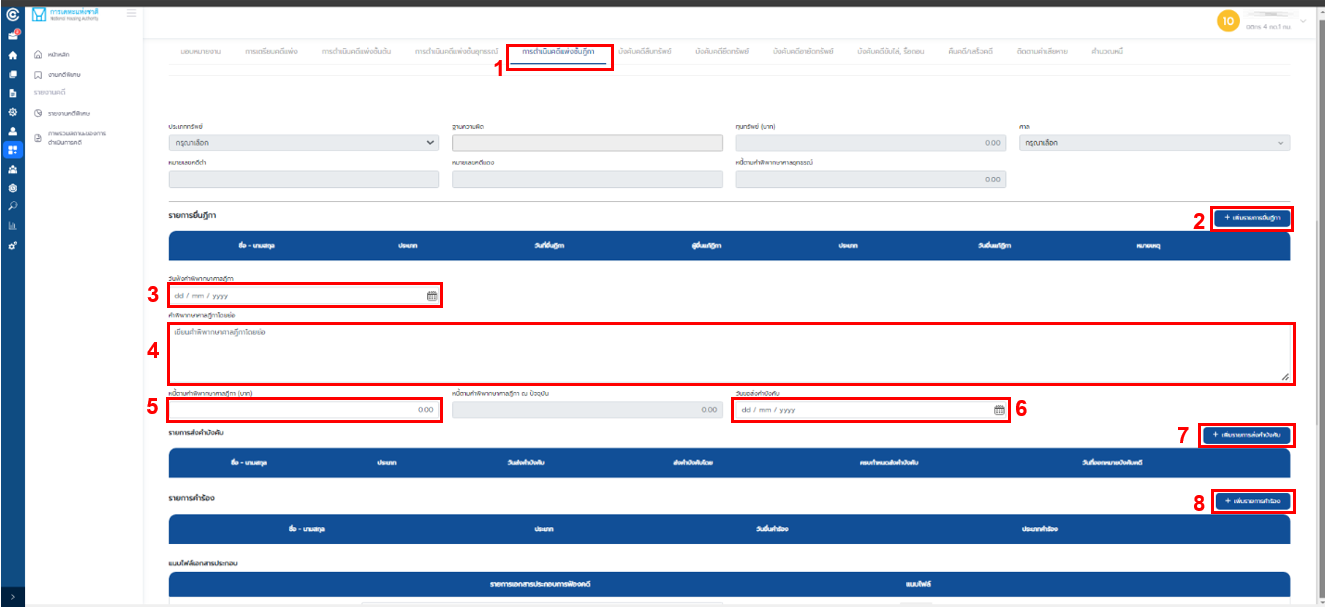 การเคหะแห่งชาติ
National Housing Authority
10
หน้าหลัก
งานคดีพิเศษ
รายงานคดี
รายงานคดีพิเศษ
ภาพรวมสถานะของการ
ดำเนินการคดี
มอบหมายงาน การเตรียมคดีแพ่ง การดำเนินคดีแพ่งชั้นต้น การดำเนินคดีแพ่งชั้นอุทธรณ์ การดำเนินคดีแพ่งชั้นฎีกา บังคับคดีสืบทรัพย์ บังคับคดียึดทรัพย์ บังคับคดีอายัดทรัพย์ บังคับคดีขับไล่, รื้อถอน คืนคดี/เสร็จคดี ติดตามค่าเสียหาย คำนวณหนี้
1
ประเภททรัพย์ ฐานความผิด ทุนทรัพย์ (บาท) ศาล
กรุณาเลือก 0.00 กรุณาเลือก
หมายเลขคดีดำ หมายเลขคดีแดง หนี้ตามคำพิพากษาศาลอุทธรณ์
0.00
รายการยื่นฎีกา
2
+ เพิ่มรายการยื่นฎีกา
ชื่อ - นามสกุล ประเภท วันที่ยื่นฎีกา ผู้ยื่นแก้ฎีกา ประเภท วันยื่นแก้ฎีกา หมายเหตุ
วันฟังคำพิพากษาศาลฎีกา
3
dd / mm / yyyy
คำพิพากษาศาลฎีกาโดยย่อ
4
เขียนคำพิพากษาศาลฎีกาโดยย่อ
หนี้ตามคำพิพากษาศาลฎีกา (บาท) หนี้ตามคำพิพากษาศาลฎีกา ณ ปัจจุบัน วันขอส่งคำบังคับ
5 0.00 0.00 dd / mm / yyyy 6
รายการส่งคำบังคับ
7
+ เพิ่มรายการส่งคำบังคับ
ชื่อ - นามสกุล ประเภท วันส่งคำบังคับ ส่งคำบังคับโดย ครบกำหนดส่งคำบังคับ วันที่ออกหมายบังคับคดี
รายการคำร้อง
8
+ เพิ่มรายการคำร้อง
ชื่อ - นามสกุล ประเภท วันยื่นคำร้อง ประเภทคำร้อง
แนบไฟล์เอกสารประกอบ
รายการเอกสารประกอบการฟ้องคดี แนบไฟล์